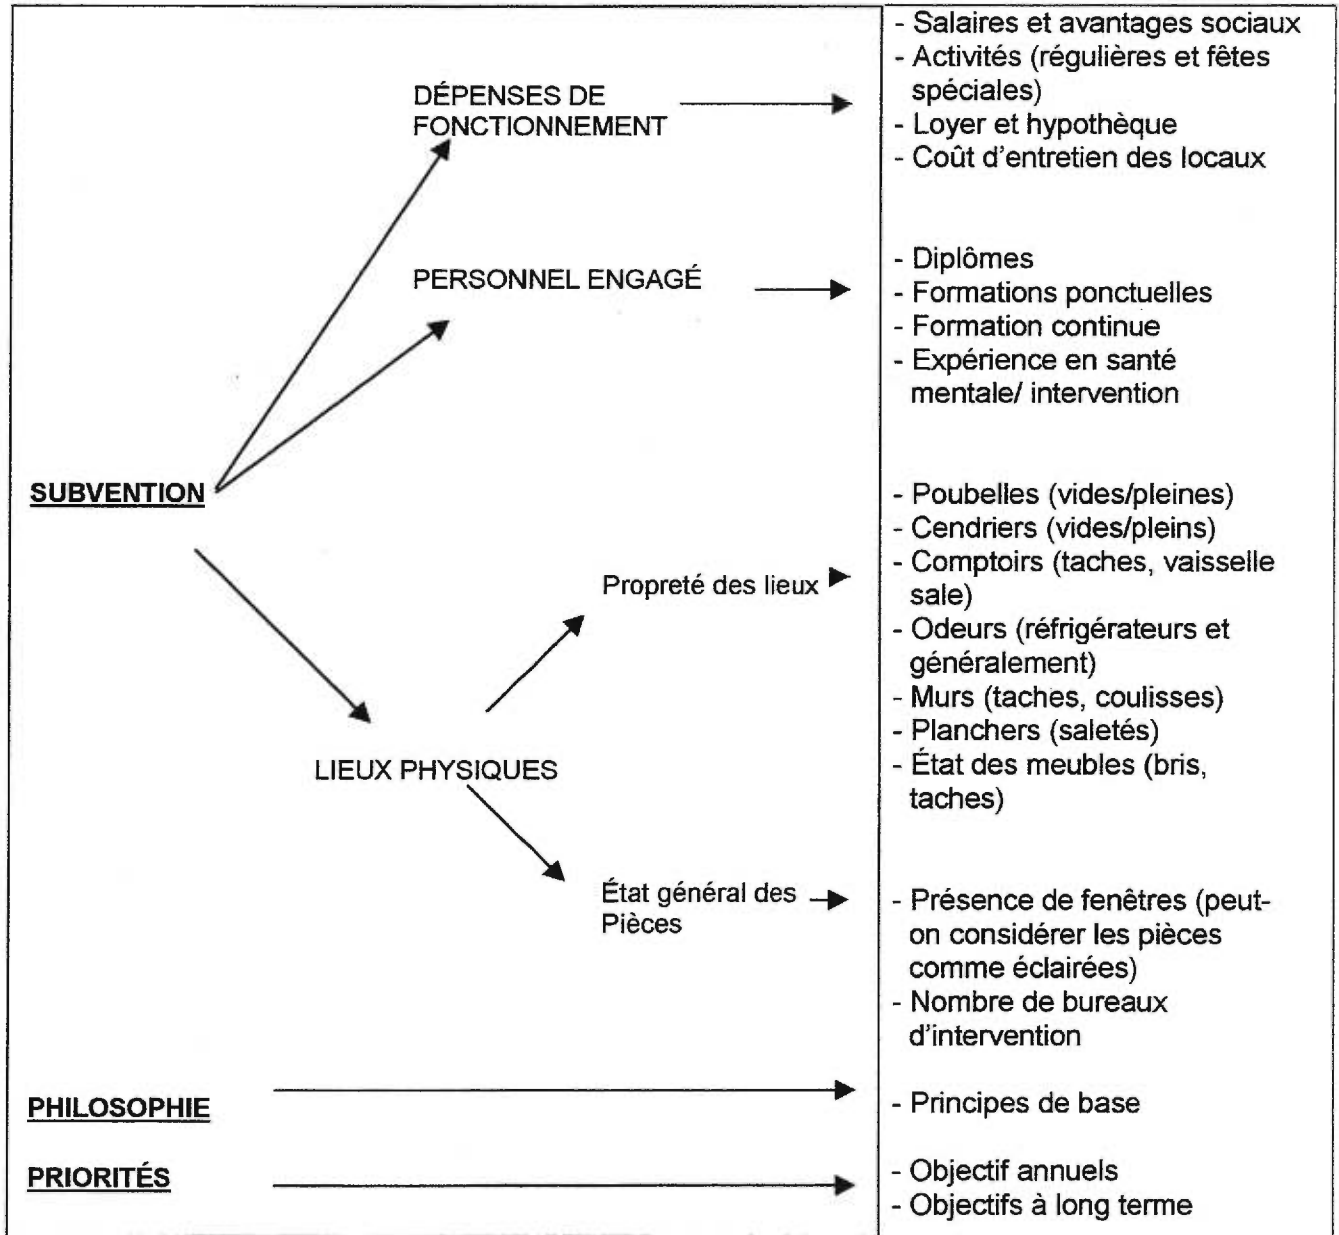 DÉPENSES DE
FONCTIONNEMENT
- Salaires et avantages sociaux
- Activités (régulières et fêtes
spéciales)
- Loyer et hypothèque
- Coût d'entretien des locaux
PERSONNEL ENGAGÉ
- Diplômes
- Formations ponctuelles
- Formation continue
- Expérience en santé
mentale/ intervention
SUBVENTION
LIEUX PHYSIQUES
Propreté des lieux
- Poubelles (vides/pleines)
- Cendriers (vides/pleins)
- Comptoirs (taches, vaisselle
sale)
- Odeurs (réfrigérateurs et
généralement)
- Murs (taches, coulisses)
- Planchers (saletés)
- État des meubles (bris,
taches)
État général des
Pièces
- Présence de fenêtres (peut-
on considérer les pièces
comme éclairées)
- Nombre de bureaux
d'intervention
PHILOSOPHIE
- Principes de base
PRIORITÉS
- Objectif annuels
- Objectifs à long terme